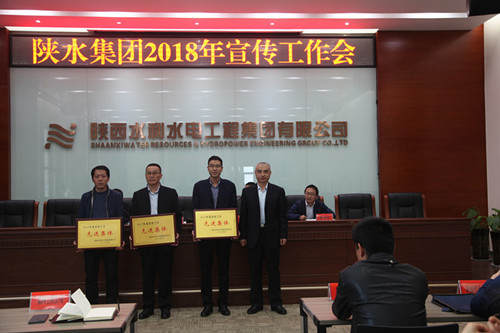 陕水集团2018年宣传工作会
陕西水利水电工程集团有限公司
SHAANXI WATER RESOURCES & HYDROPOWER ENGINEERING GROUP CO.,LTD
先进集体
先进集体
先进集体